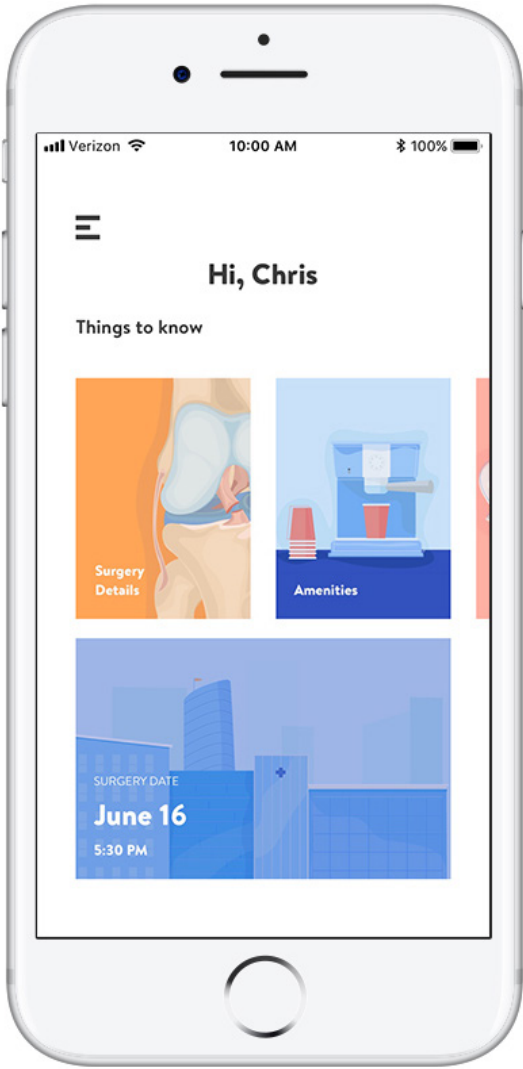 Verizon 10:00 AM 100%
Hi, Chris
Things to know
Surgery
Details
Amenities
SURGERY DATE
June 16
5:30 PM